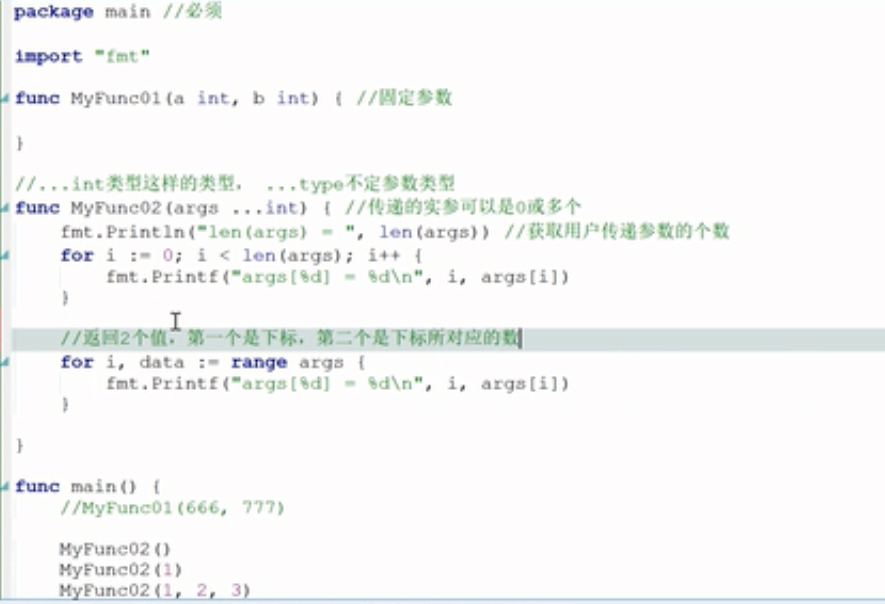 package main //必须
import "fmt"
func MyFunc01(a int, b int) { //固定参数
}
//...int类型这样的类型， ...type不定参数类型
func MyFunc02(args ...int) { //传递的实参可以是0或多个
fmt.Println("len(args) = ", len(args)) //获取用户传递参数的个数
for i := 0; i < len(args); i++ {
fmt.Printf("args[%d] = %d\n", i, args[i])
}
//返回2个值，第一个是下标，第二个是下标所对应的数
for i, data := range args {
fmt.Printf("args[%d] = %d\n", i, args[i])
}
}
func main() {
//MyFunc01(666, 777)
MyFunc02()
MyFunc02(1)
MyFunc02(1, 2, 3)